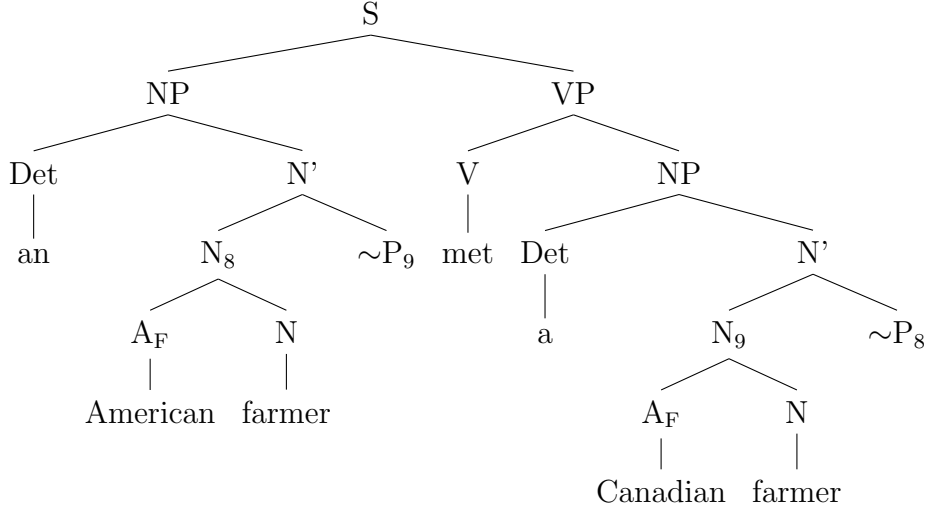 S
NP VP
Det N’ V NP
an N₈ ∼P₉ met Det N’
A_F N a N₉ ∼P₈
American farmer A_F N
Canadian farmer